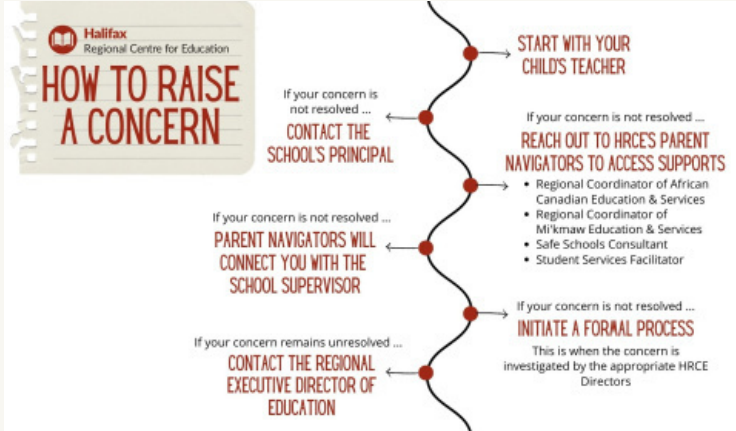 Halifax
Regional Centre for Education
HOW TO RAISE
A CONCERN
START WITH YOUR
CHILD'S TEACHER
If your concern is
not resolved ...
CONTACT THE
SCHOOL'S PRINCIPAL
If your concern is not resolved ...
REACH OUT TO HRCE'S PARENT
NAVIGATORS TO ACCESS SUPPORTS
• Regional Coordinator of African
Canadian Education & Services
• Regional Coordinator of
Mi'kmaw Education & Services
• Safe Schools Consultant
• Student Services Facilitator
If your concern is not resolved ...
PARENT NAVIGATORS WILL
CONNECT YOU WITH THE
SCHOOL SUPERVISOR
If your concern is not resolved ...
INITIATE A FORMAL PROCESS
This is when the concern is
investigated by the appropriate HRCE
Directors
If your concern remains unresolved ...
CONTACT THE REGIONAL
EXECUTIVE DIRECTOR OF
EDUCATION